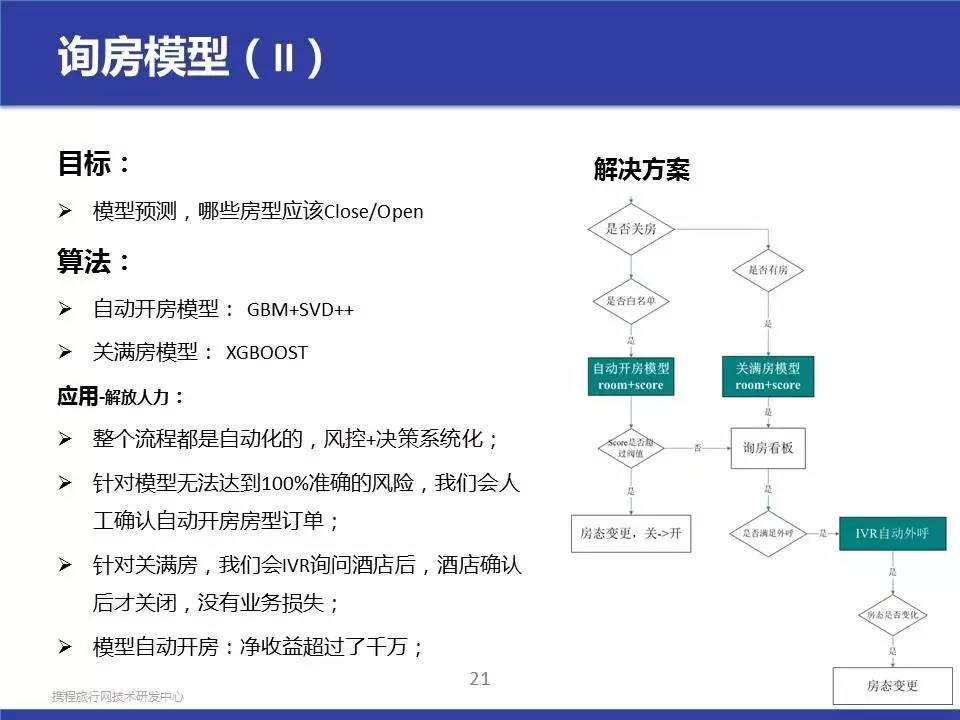 询房模型（II）
目标：
模型预测，哪些房型应该Close/Open
算法：
自动开房模型： GBM+SVD++
关满房模型： XGBOOST
应用-解放人力：
整个流程都是自动化的，风控+决策系统化；
针对模型无法达到100%准确的风险，我们会人
工确认自动开房房型订单；
针对关满房，我们会IVR询问酒店后，酒店确认
后才关闭，没有业务损失；
模型自动开房：净收益超过了千万；
解决方案
是否关房
是否有房
是否白名单
是
是
自动开房模型
room+score
关满房模型
room+score
是
Score是否超
过阀值
否
询房看板
是
是
房态变更，关->开
是否满足外呼
是
IVR自动外呼
是
房态是否变化
是
房态变更
21
携程旅行网技术研发中心